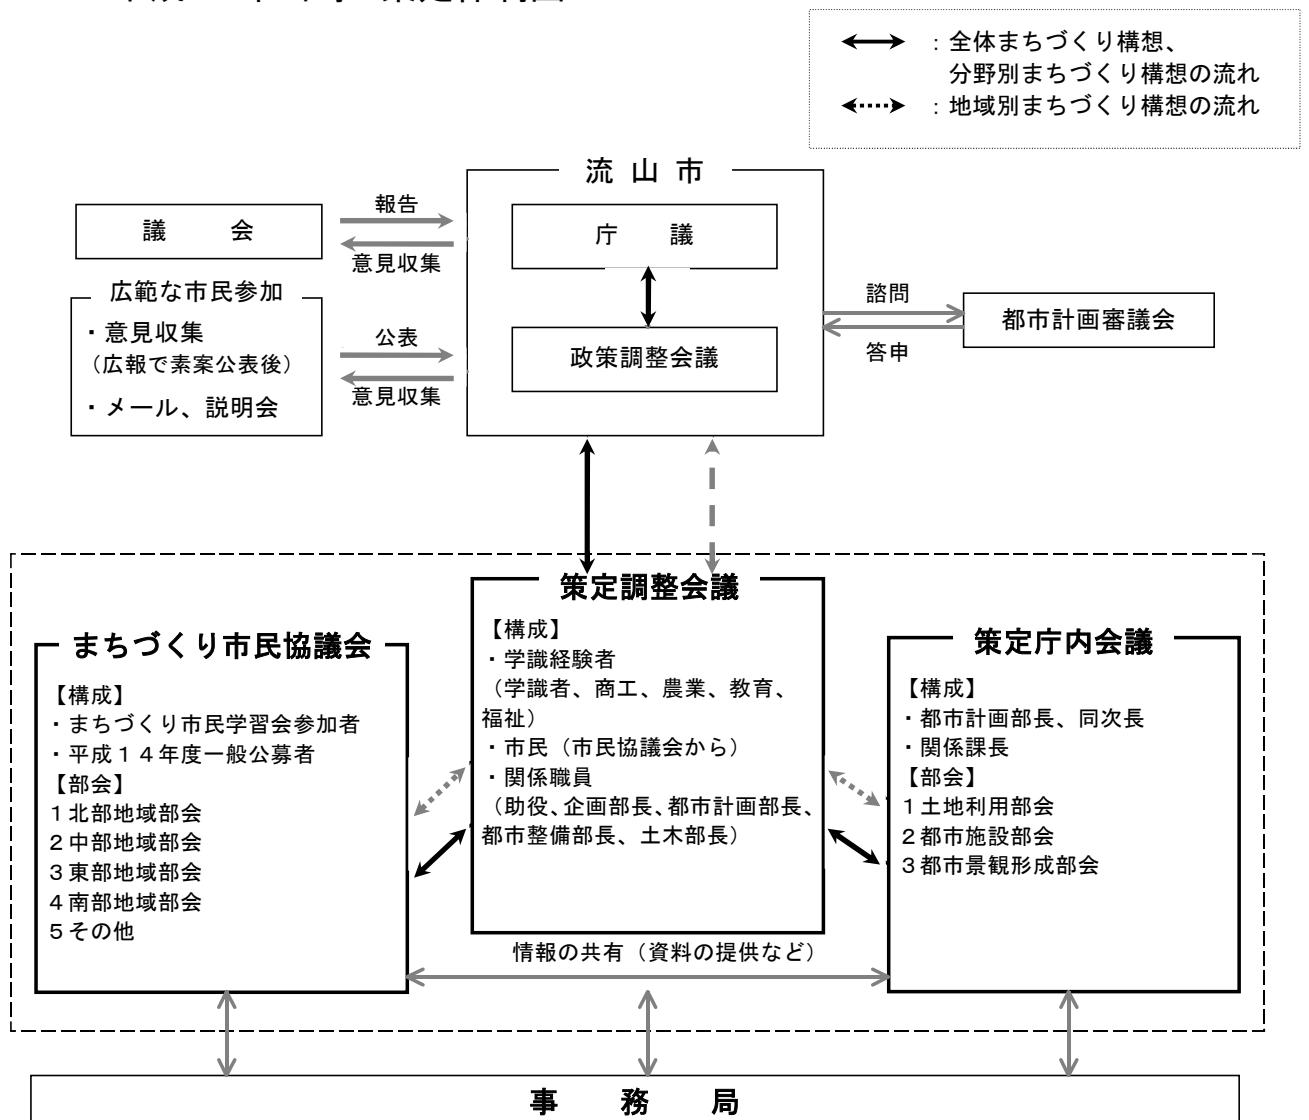 ：全体まちづくり構想、
分野別まちづくり構想の流れ
：地域別まちづくり構想の流れ
流 山 市
議　　会
報告
意見収集
庁　議
広範な市民参加
・意見収集
（広報で素案公表後）
・メール、説明会
公表
意見収集
政策調整会議
諮問
答申
都市計画審議会
策定調整会議
【構成】
・学識経験者
（学識者、商工、農業、教育、
福祉）
・市民（市民協議会から）
・関係職員
（助役、企画部長、都市計画部長、
都市整備部長、土木部長）
まちづくり市民協議会
【構成】
・まちづくり市民学習会参加者
・平成１４年度一般公募者
【部会】
１北部地域部会
２中部地域部会
３東部地域部会
４南部地域部会
５その他
策定庁内会議
【構成】
・都市計画部長、同次長
・関係課長
【部会】
１土地利用部会
２都市施設部会
３都市景観形成部会
情報の共有（資料の提供など）
事　務　局